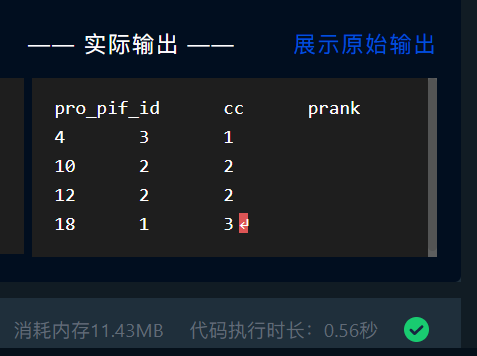 —— 实际输出 —— 展示原始输出
pro_pif_id cc prank
4 3 1
10 2 2
12 2 2
18 1 3↵
消耗内存11.43MB 代码执行时长：0.56秒